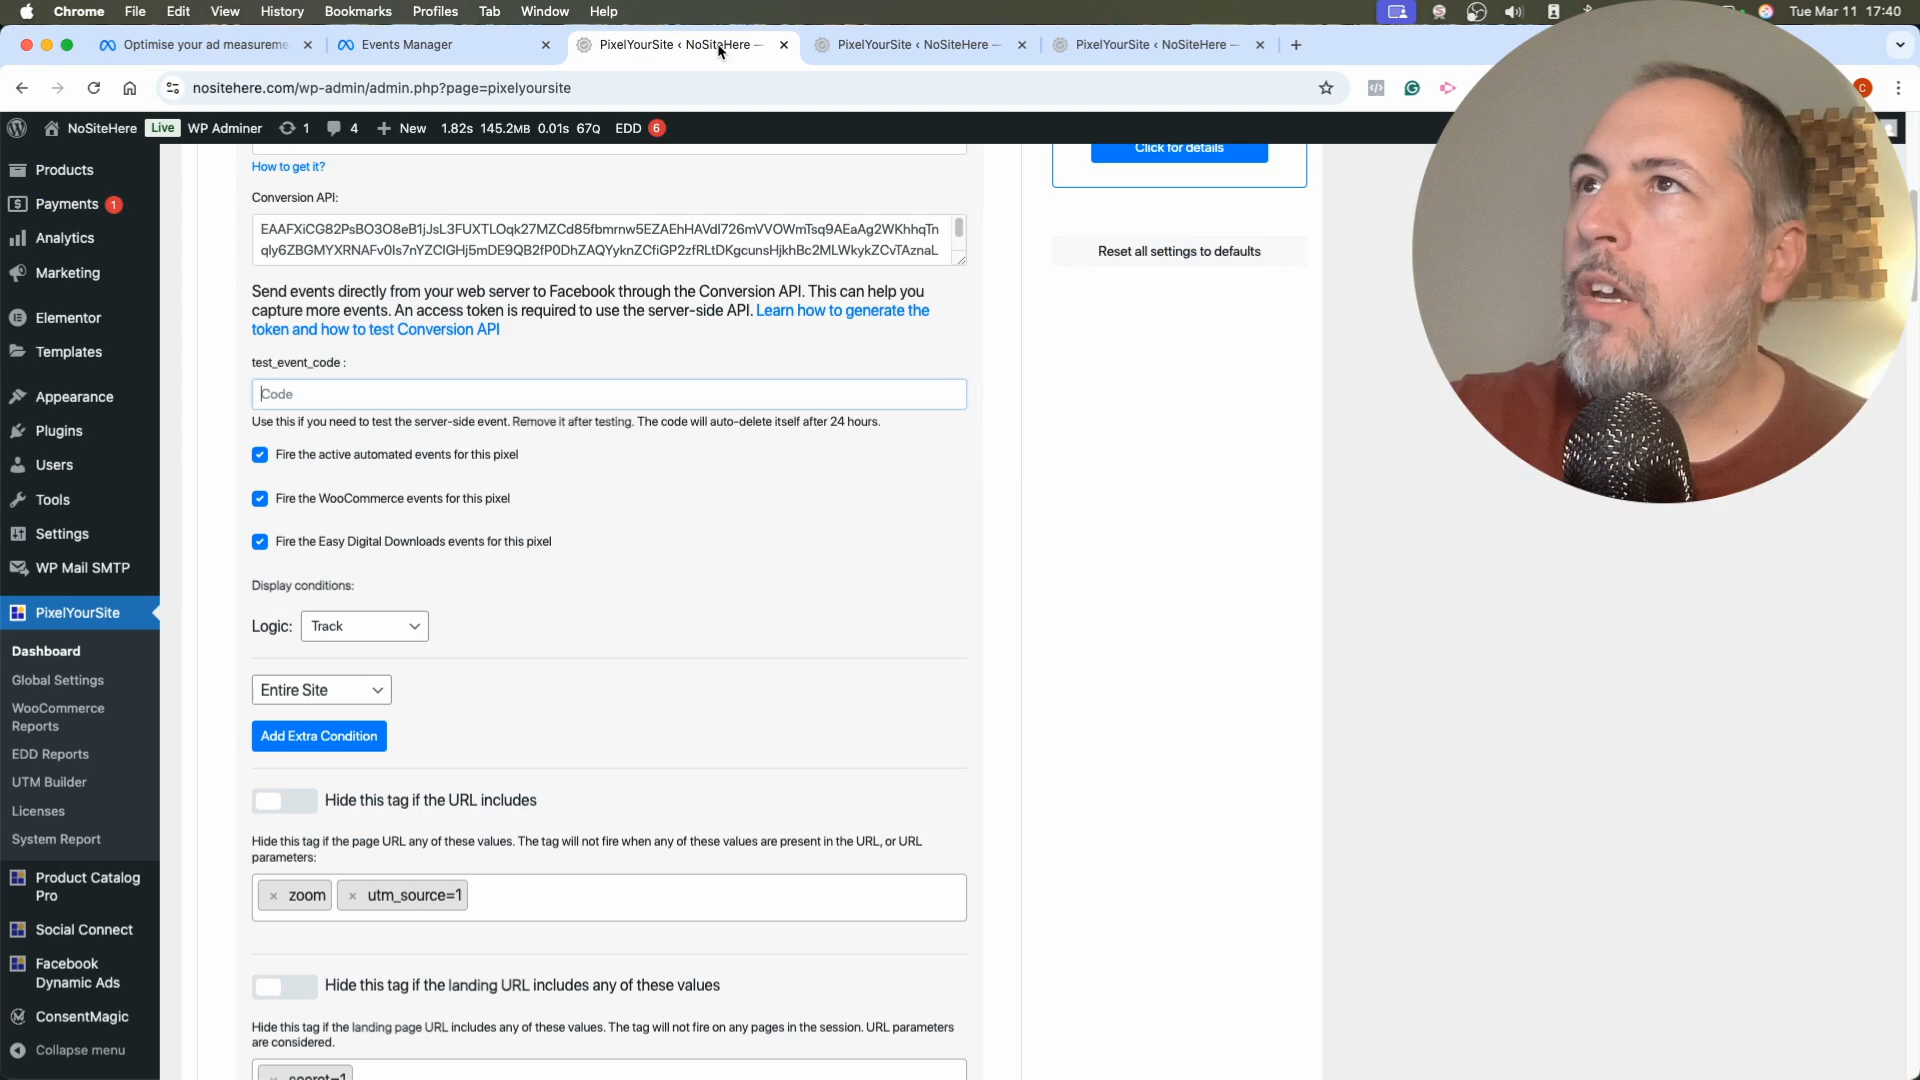 Chrome File Edit View History Bookmarks Profiles Tab Window Help Tue Mar 11 17:40
Optimise your ad measureme
Events Manager
PixelYourSite ‹ NoSiteHere —
PixelYourSite ‹ NoSiteHere —
PixelYourSite ‹ NoSiteHere —
nositehere.com/wp-admin/admin.php?page=pixelyoursite
NoSiteHere Live WP Adminer 1 4 New 1.82s 145.2MB 0.01s 67Q EDD 6
Products
Payments 1
Analytics
Marketing
Elementor
Templates
Appearance
Plugins
Users
Tools
Settings
WP Mail SMTP
PixelYourSite
Dashboard
Global Settings
WooCommerce
Reports
EDD Reports
UTM Builder
Licenses
System Report
Product Catalog
Pro
Social Connect
Facebook
Dynamic Ads
ConsentMagic
Collapse menu
How to get it?
Conversion API:
EAAFXiCG82PsBO3O8eB1jJsL3FUXTLOqk27MZCd85fbmrnw5EZAEhHAVdI726mVVOWmTsq9AEaAg2WKhhqTn
qly6ZBGMYXRNAFv0Is7nYZCIGHj5mDE9QB2fP0DhZAQYyknZCfiGP2zfRLtDKgcunsHjkhBc2MLWkykZCvTAznaL
Send events directly from your web server to Facebook through the Conversion API. This can help you
capture more events. An access token is required to use the server-side API. Learn how to generate the
token and how to test Conversion API
test_event_code :
Code
Use this if you need to test the server-side event. Remove it after testing. The code will auto-delete itself after 24 hours.
Fire the active automated events for this pixel
Fire the WooCommerce events for this pixel
Fire the Easy Digital Downloads events for this pixel
Display conditions:
Logic: Track
Entire Site
Add Extra Condition
Hide this tag if the URL includes
Hide this tag if the page URL any of these values. The tag will not fire when any of these values are present in the URL, or URL
parameters:
× zoom × utm_source=1
Hide this tag if the landing URL includes any of these values
Hide this tag if the landing page URL includes any of these values. The tag will not fire on any pages in the session. URL parameters
are considered.
secret=1
Click for details
Reset all settings to defaults